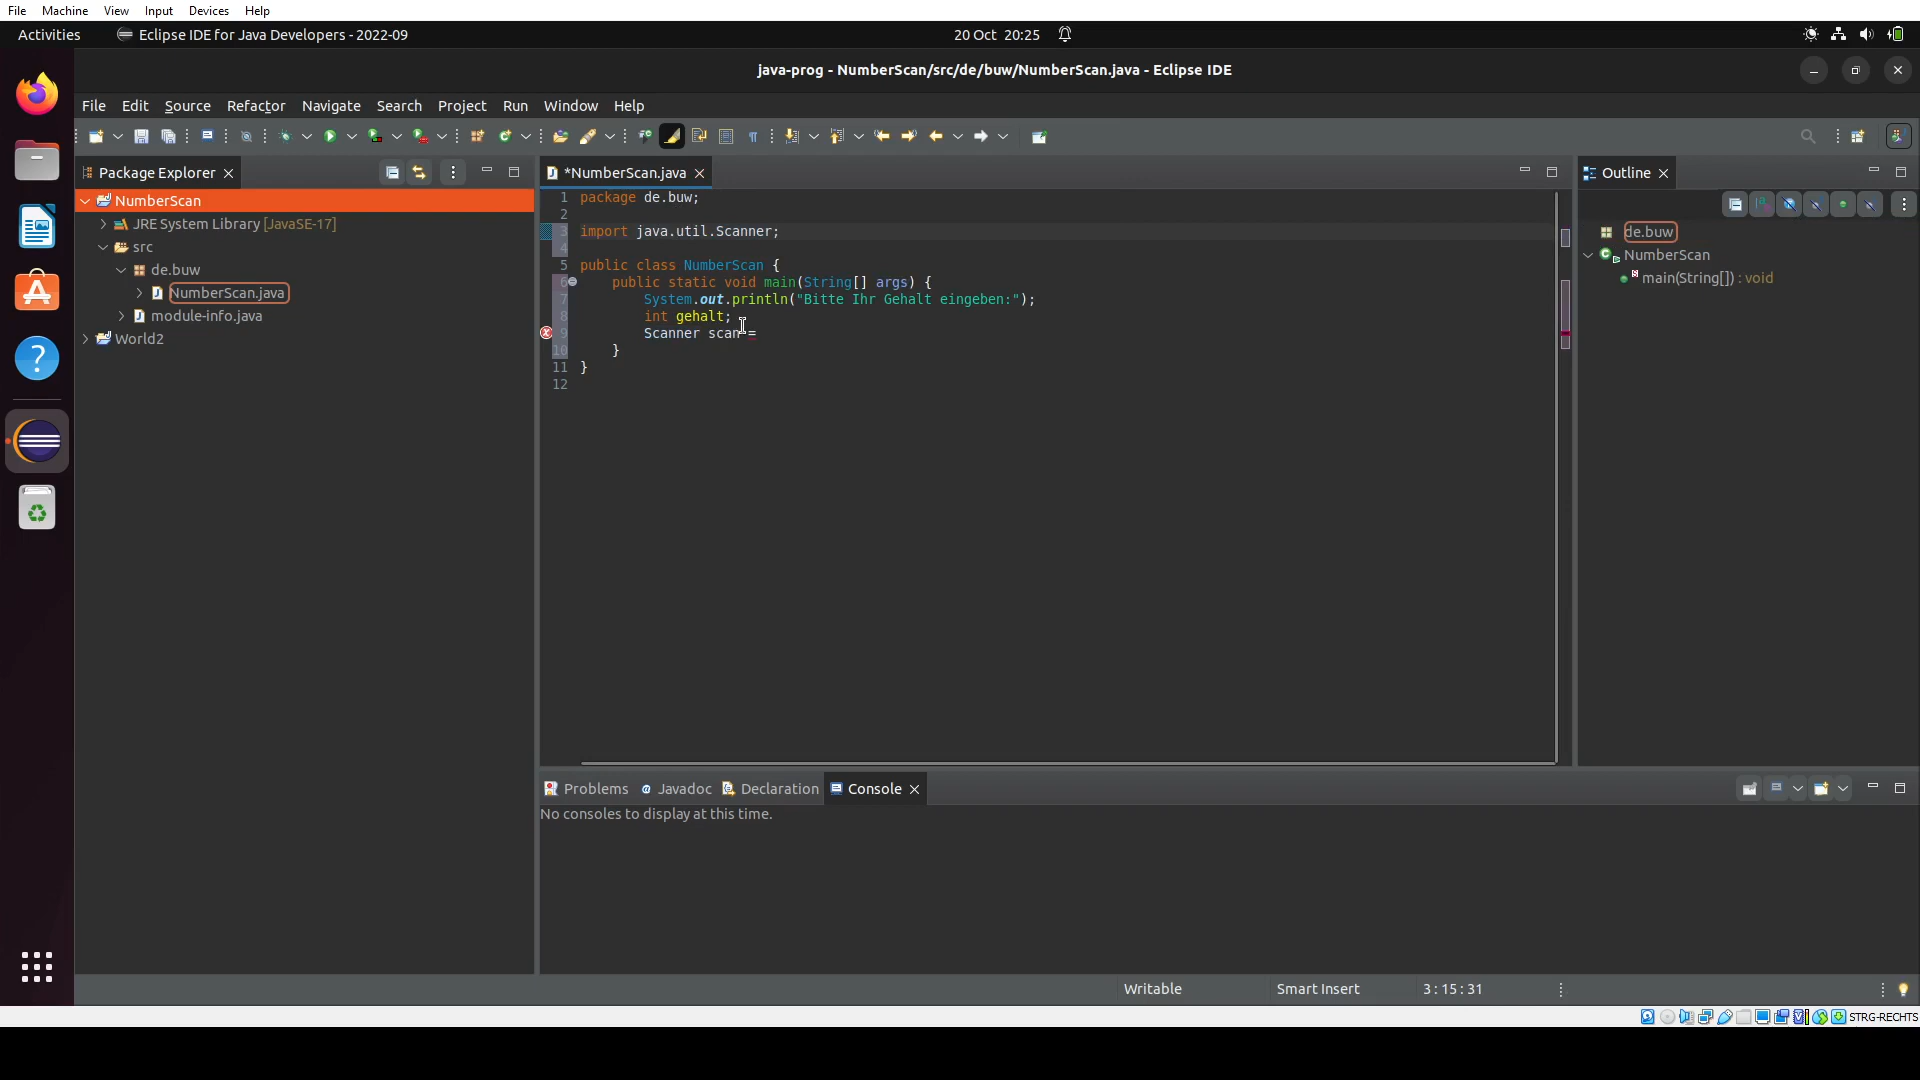 File Machine View Input Devices Help
Activities Eclipse IDE for Java Developers - 2022-09 20 Oct 20:25
java-prog - NumberScan/src/de/buw/NumberScan.java - Eclipse IDE
File Edit Source Refactor Navigate Search Project Run Window Help
Package Explorer
NumberScan
JRE System Library [JavaSE-17]
src
de.buw
NumberScan.java
module-info.java
World2
*NumberScan.java
1 package de.buw;
2
3 import java.util.Scanner;
4
5 public class NumberScan {
6 public static void main(String[] args) {
7 System.out.println("Bitte Ihr Gehalt eingeben:");
8 int gehalt;
9 Scanner scan =
10 }
11 }
12
Outline
de.buw
NumberScan
main(String[]) : void
Problems Javadoc Declaration Console
No consoles to display at this time.
Writable Smart Insert 3 : 15 : 31
STRG-RECHTS